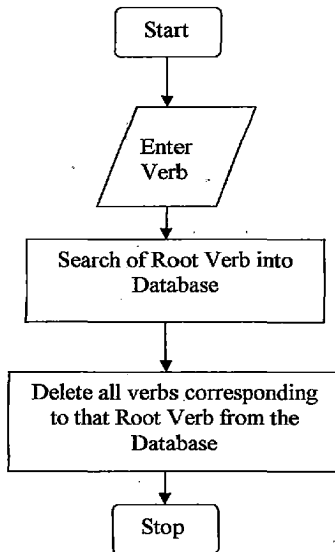 Start
Enter
Verb
Search of Root Verb into
Database
Delete all verbs corresponding
to that Root Verb from the
Database
Stop